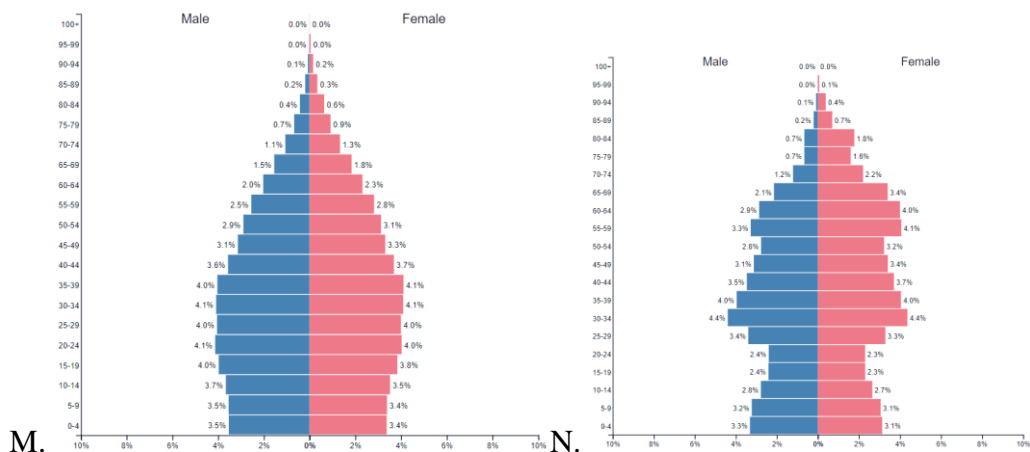 Male Female
100+ 0.0% 0.0%
95-99 0.0% 0.0%
90-94 0.1% 0.2%
85-89 0.2% 0.3%
80-84 0.4% 0.6%
75-79 0.7% 0.9%
70-74 1.1% 1.3%
65-69 1.5% 1.8%
60-64 2.0% 2.3%
55-59 2.5% 2.8%
50-54 2.9% 3.1%
45-49 3.1% 3.3%
40-44 3.6% 3.7%
35-39 4.0% 4.1%
30-34 4.1% 4.1%
25-29 4.0% 4.0%
20-24 4.1% 4.0%
15-19 4.0% 3.8%
10-14 3.7% 3.5%
5-9 3.5% 3.4%
0-4 3.5% 3.4%
10% 8% 6% 4% 2% 0% 2% 4% 6% 8% 10%
M.
Male Female
100+ 0.0% 0.0%
95-99 0.0% 0.1%
90-94 0.1% 0.4%
85-89 0.2% 0.7%
80-84 0.7% 1.8%
75-79 0.7% 1.6%
70-74 1.2% 2.2%
65-69 2.1% 3.4%
60-64 2.9% 4.0%
55-59 3.3% 4.1%
50-54 2.8% 3.2%
45-49 3.1% 3.4%
40-44 3.5% 3.7%
35-39 4.0% 4.0%
30-34 4.4% 4.4%
25-29 3.4% 3.3%
20-24 2.4% 2.3%
15-19 2.4% 2.3%
10-14 2.8% 2.7%
5-9 3.2% 3.1%
0-4 3.3% 3.1%
10% 8% 6% 4% 2% 0% 2% 4% 6% 8% 10%
N.